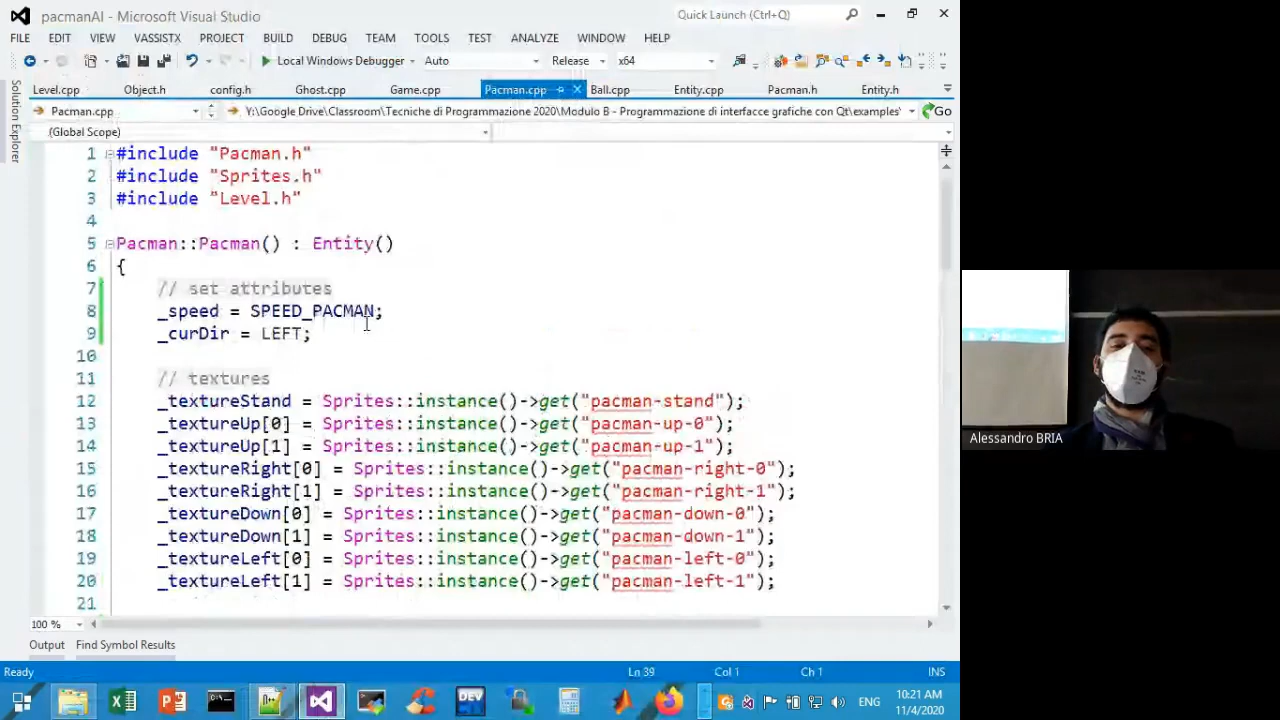 pacmanAI - Microsoft Visual Studio
Quick Launch (Ctrl+Q)
FILE EDIT VIEW VASSISTX PROJECT BUILD DEBUG TEAM TOOLS TEST ANALYZE WINDOW HELP
Local Windows Debugger Auto Release x64
Level.cpp Object.h config.h Ghost.cpp Game.cpp Pacman.cpp Ball.cpp Entity.cpp Pacman.h Entity.h
Pacman.cpp Y:\Google Drive\Classroom\Tecniche di Programmazione 2020\Modulo B - Programmazione di interfacce grafiche con Qt\examples\ Go
(Global Scope)
Solution Explorer
1 #include "Pacman.h"
2 #include "Sprites.h"
3 #include "Level.h"
4
5 Pacman::Pacman() : Entity()
6 {
7 // set attributes
8 _speed = SPEED_PACMAN;
9 _curDir = LEFT;
10
11 // textures
12 _textureStand = Sprites::instance()->get("pacman-stand");
13 _textureUp[0] = Sprites::instance()->get("pacman-up-0");
14 _textureUp[1] = Sprites::instance()->get("pacman-up-1");
15 _textureRight[0] = Sprites::instance()->get("pacman-right-0");
16 _textureRight[1] = Sprites::instance()->get("pacman-right-1");
17 _textureDown[0] = Sprites::instance()->get("pacman-down-0");
18 _textureDown[1] = Sprites::instance()->get("pacman-down-1");
19 _textureLeft[0] = Sprites::instance()->get("pacman-left-0");
20 _textureLeft[1] = Sprites::instance()->get("pacman-left-1");
21
100 %
Output Find Symbol Results
Ready Ln 39 Col 1 Ch 1 INS
DEV
ENG
10:21 AM
11/4/2020
Alessandro BRIA